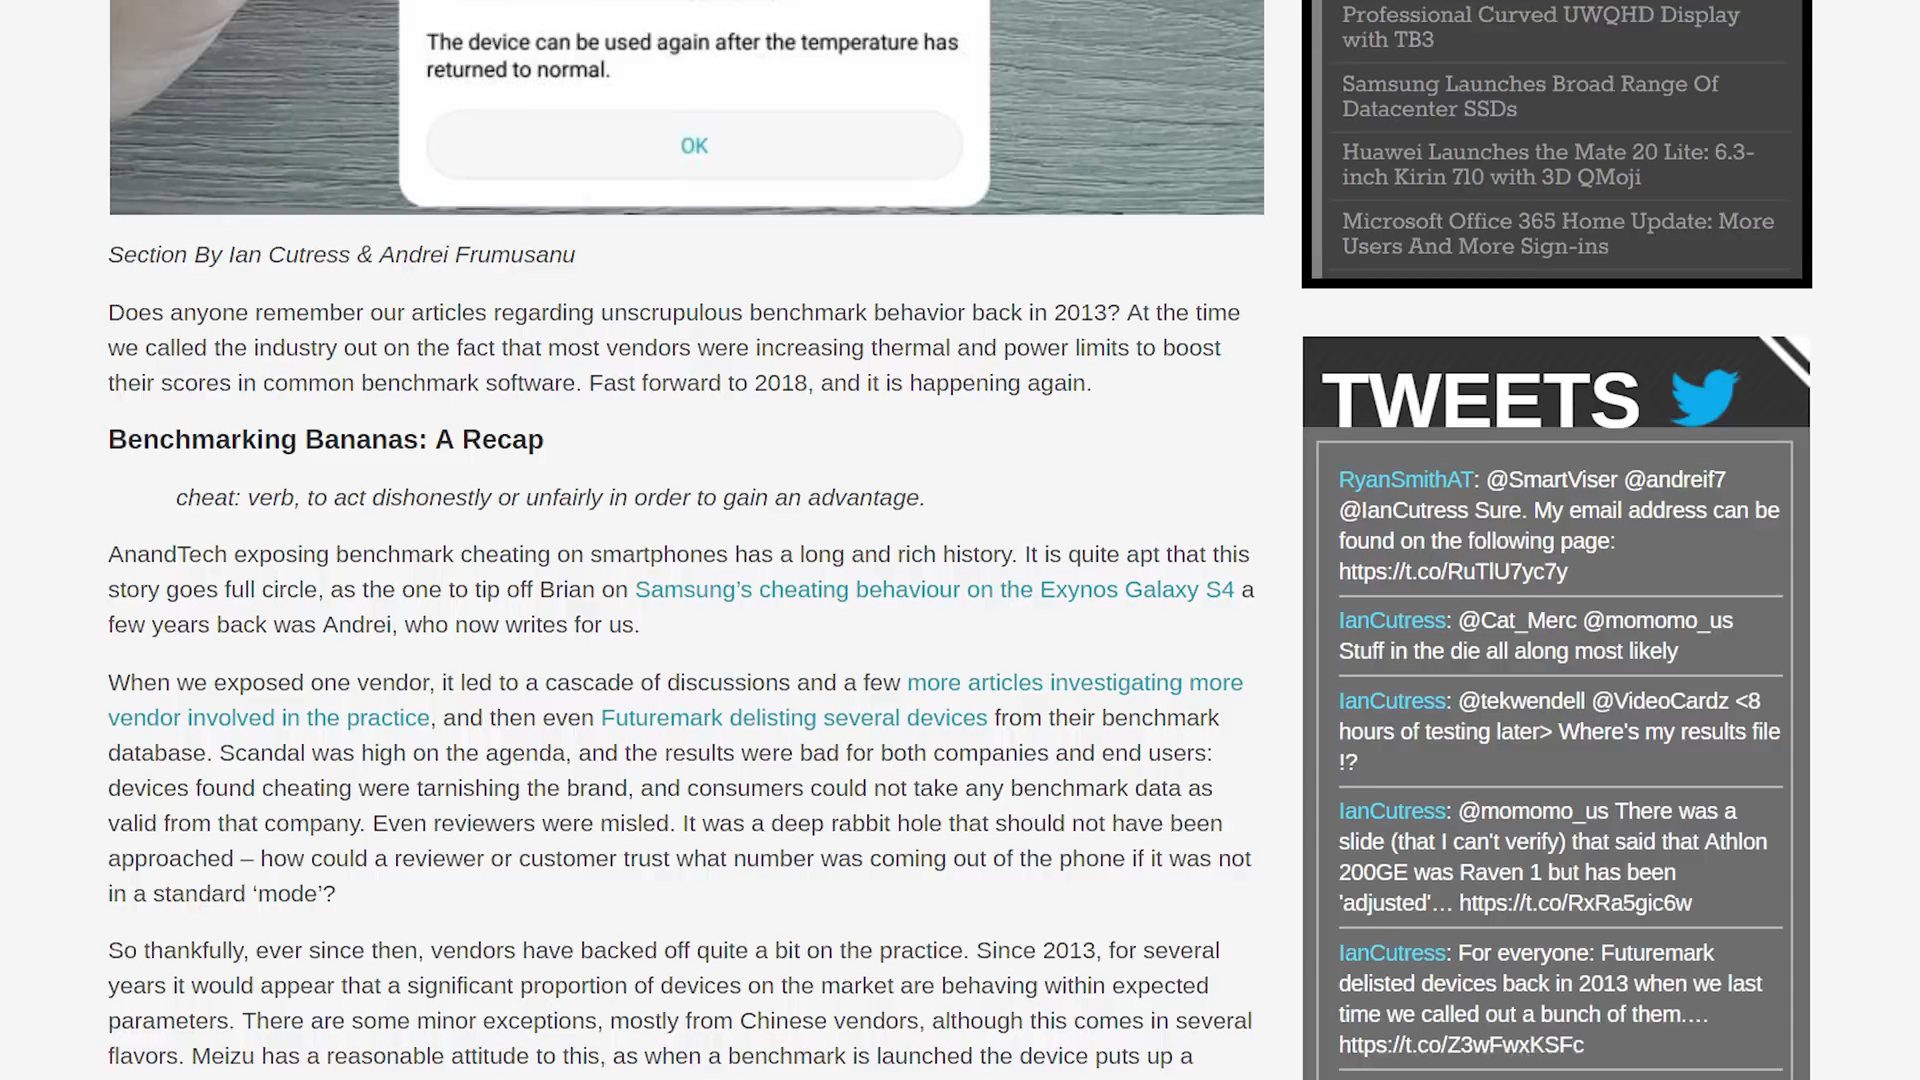 The device can be used again after the temperature has
returned to normal.
OK
Section By Ian Cutress & Andrei Frumusanu
Does anyone remember our articles regarding unscrupulous benchmark behavior back in 2013? At the time
we called the industry out on the fact that most vendors were increasing thermal and power limits to boost
their scores in common benchmark software. Fast forward to 2018, and it is happening again.
Benchmarking Bananas: A Recap
cheat: verb, to act dishonestly or unfairly in order to gain an advantage.
AnandTech exposing benchmark cheating on smartphones has a long and rich history. It is quite apt that this
story goes full circle, as the one to tip off Brian on Samsung’s cheating behaviour on the Exynos Galaxy S4 a
few years back was Andrei, who now writes for us.
When we exposed one vendor, it led to a cascade of discussions and a few more articles investigating more
vendor involved in the practice, and then even Futuremark delisting several devices from their benchmark
database. Scandal was high on the agenda, and the results were bad for both companies and end users:
devices found cheating were tarnishing the brand, and consumers could not take any benchmark data as
valid from that company. Even reviewers were misled. It was a deep rabbit hole that should not have been
approached – how could a reviewer or customer trust what number was coming out of the phone if it was not
in a standard ‘mode’?
So thankfully, ever since then, vendors have backed off quite a bit on the practice. Since 2013, for several
years it would appear that a significant proportion of devices on the market are behaving within expected
parameters. There are some minor exceptions, mostly from Chinese vendors, although this comes in several
flavors. Meizu has a reasonable attitude to this, as when a benchmark is launched the device puts up a
Professional Curved UWQHD Display
with TB3
Samsung Launches Broad Range Of
Datacenter SSDs
Huawei Launches the Mate 20 Lite: 6.3-
inch Kirin 710 with 3D QMoji
Microsoft Office 365 Home Update: More
Users And More Sign-ins
TWEETS
RyanSmithAT: @SmartViser @andreif7
@IanCutress Sure. My email address can be
found on the following page:
https://t.co/RuTlU7yc7y
IanCutress: @Cat_Merc @momomo_us
Stuff in the die all along most likely
IanCutress: @tekwendell @VideoCardz <8
hours of testing later> Where's my results file
!?
IanCutress: @momomo_us There was a
slide (that I can't verify) that said that Athlon
200GE was Raven 1 but has been
'adjusted'… https://t.co/RxRa5gic6w
IanCutress: For everyone: Futuremark
delisted devices back in 2013 when we last
time we called out a bunch of them.…
https://t.co/Z3wFwxKSFc